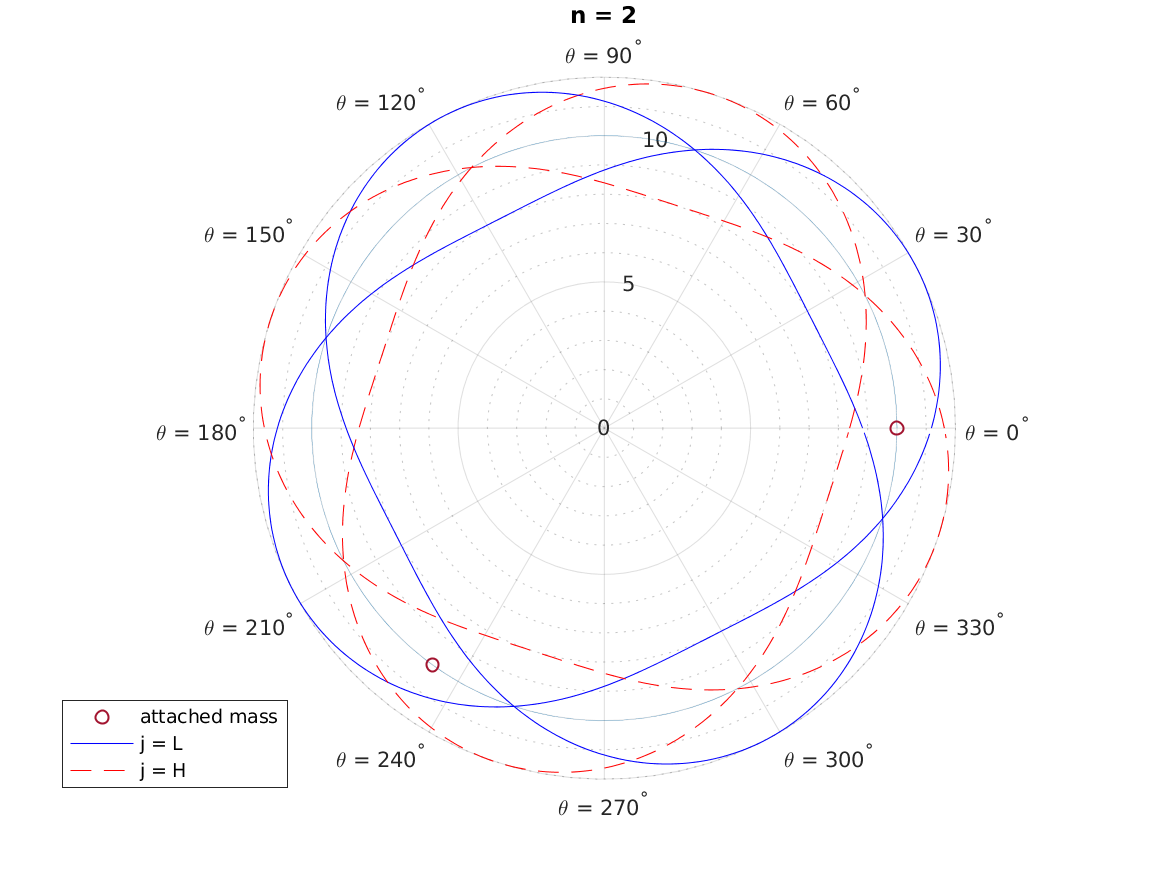 n = 2
θ = 90°
θ = 120°
θ = 60°
10
θ = 150°
θ = 30°
5
θ = 180°
0
θ = 0°
θ = 210°
θ = 330°
attached mass
j = L
j = H
θ = 240°
θ = 300°
θ = 270°